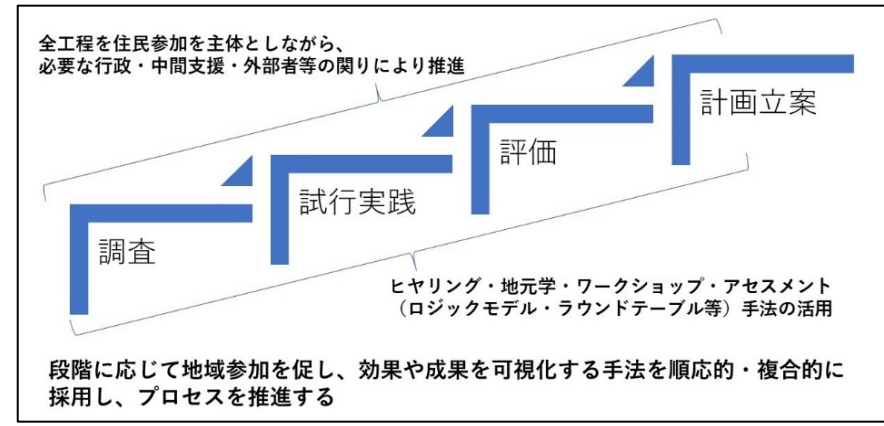 全工程を住民参加を主体としながら、
必要な行政・中間支援・外部者等の関りにより推進
計画立案
評価
試行実践
調査
ヒヤリング・地元学・ワークショップ・アセスメント
（ロジックモデル・ラウンドテーブル等）手法の活用
段階に応じて地域参加を促し、効果や成果を可視化する手法を順応的・複合的に
採用し、プロセスを推進する